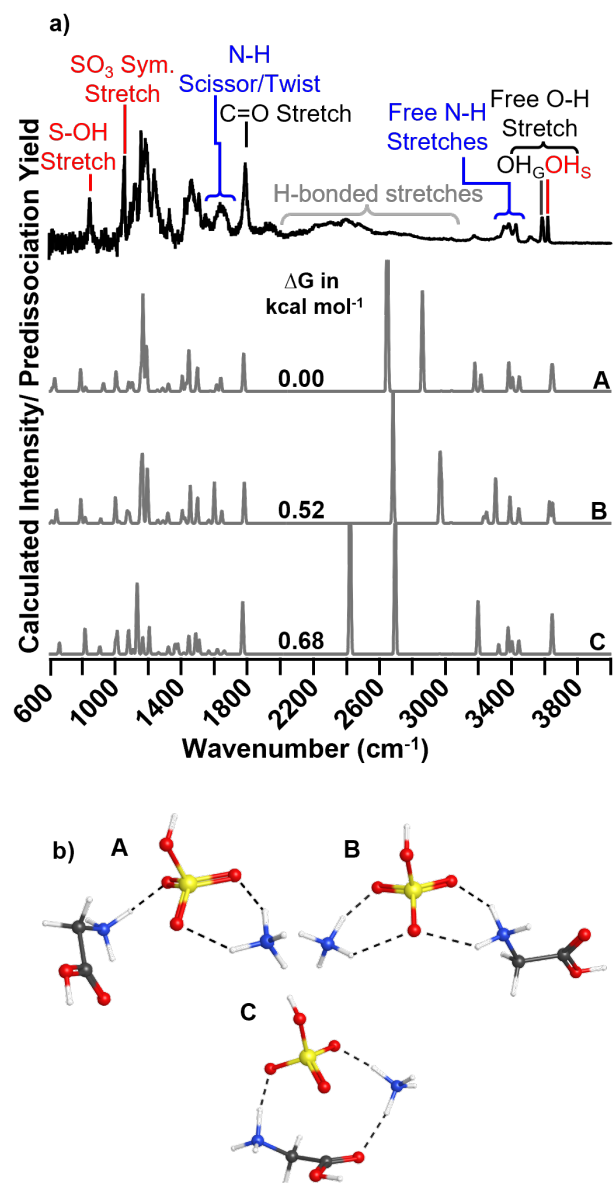 a)
N-H
Scissor/Twist
SO₃ Sym.
Stretch
C=O Stretch
Free O-H
Stretch
Free N-H
Stretches
S-OH
Stretch
OH_G OH_S
H-bonded stretches
ΔG in
kcal mol⁻¹
0.00
A
0.52
B
0.68
C
Calculated Intensity/ Predissociation Yield
600 1000 1400 1800 2200 2600 3000 3400 3800
Wavenumber (cm⁻¹)
b)
A
B
C